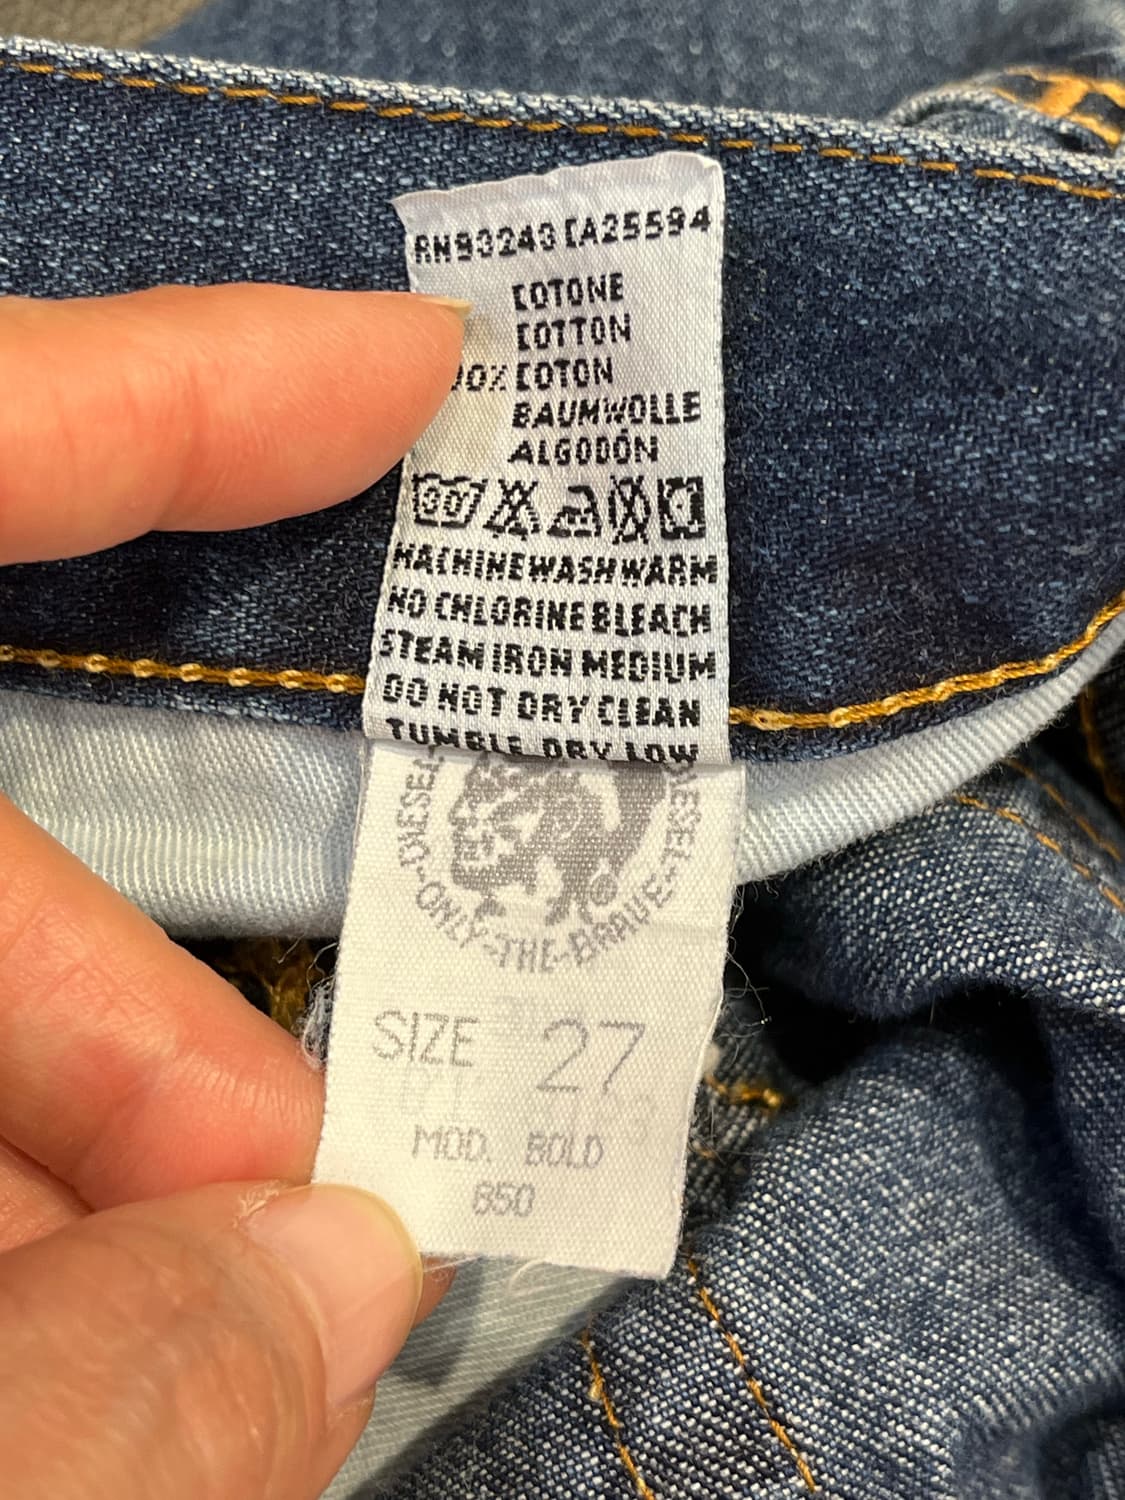 RN93243 CA25594
COTONE
COTTON
00% COTON
BAUMWOLLE
ALGODÓN
30°
MACHINE WASH WARM
NO CHLORINE BLEACH
STEAM IRON MEDIUM
DO NOT DRY CLEAN
TUMBLE DRY LOW
DIESEL-ONLY-THE-BRAVE-DIESEL
SIZE 27
MOD. BOLD
850